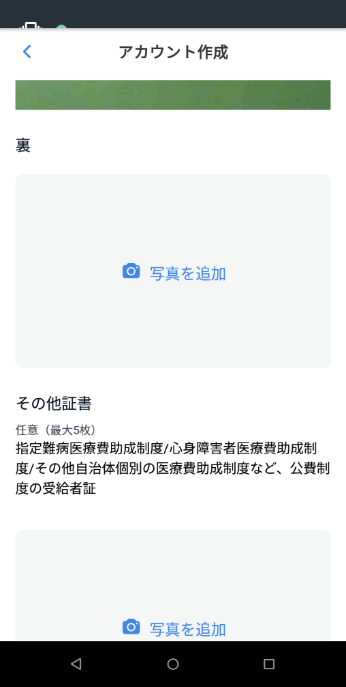 アカウント作成
裏
写真を追加
その他証書
任意（最大5枚）
指定難病医療費助成制度/心身障害者医療費助成制
度/その他自治体個別の医療費助成制度など、公費制
度の受給者証
写真を追加